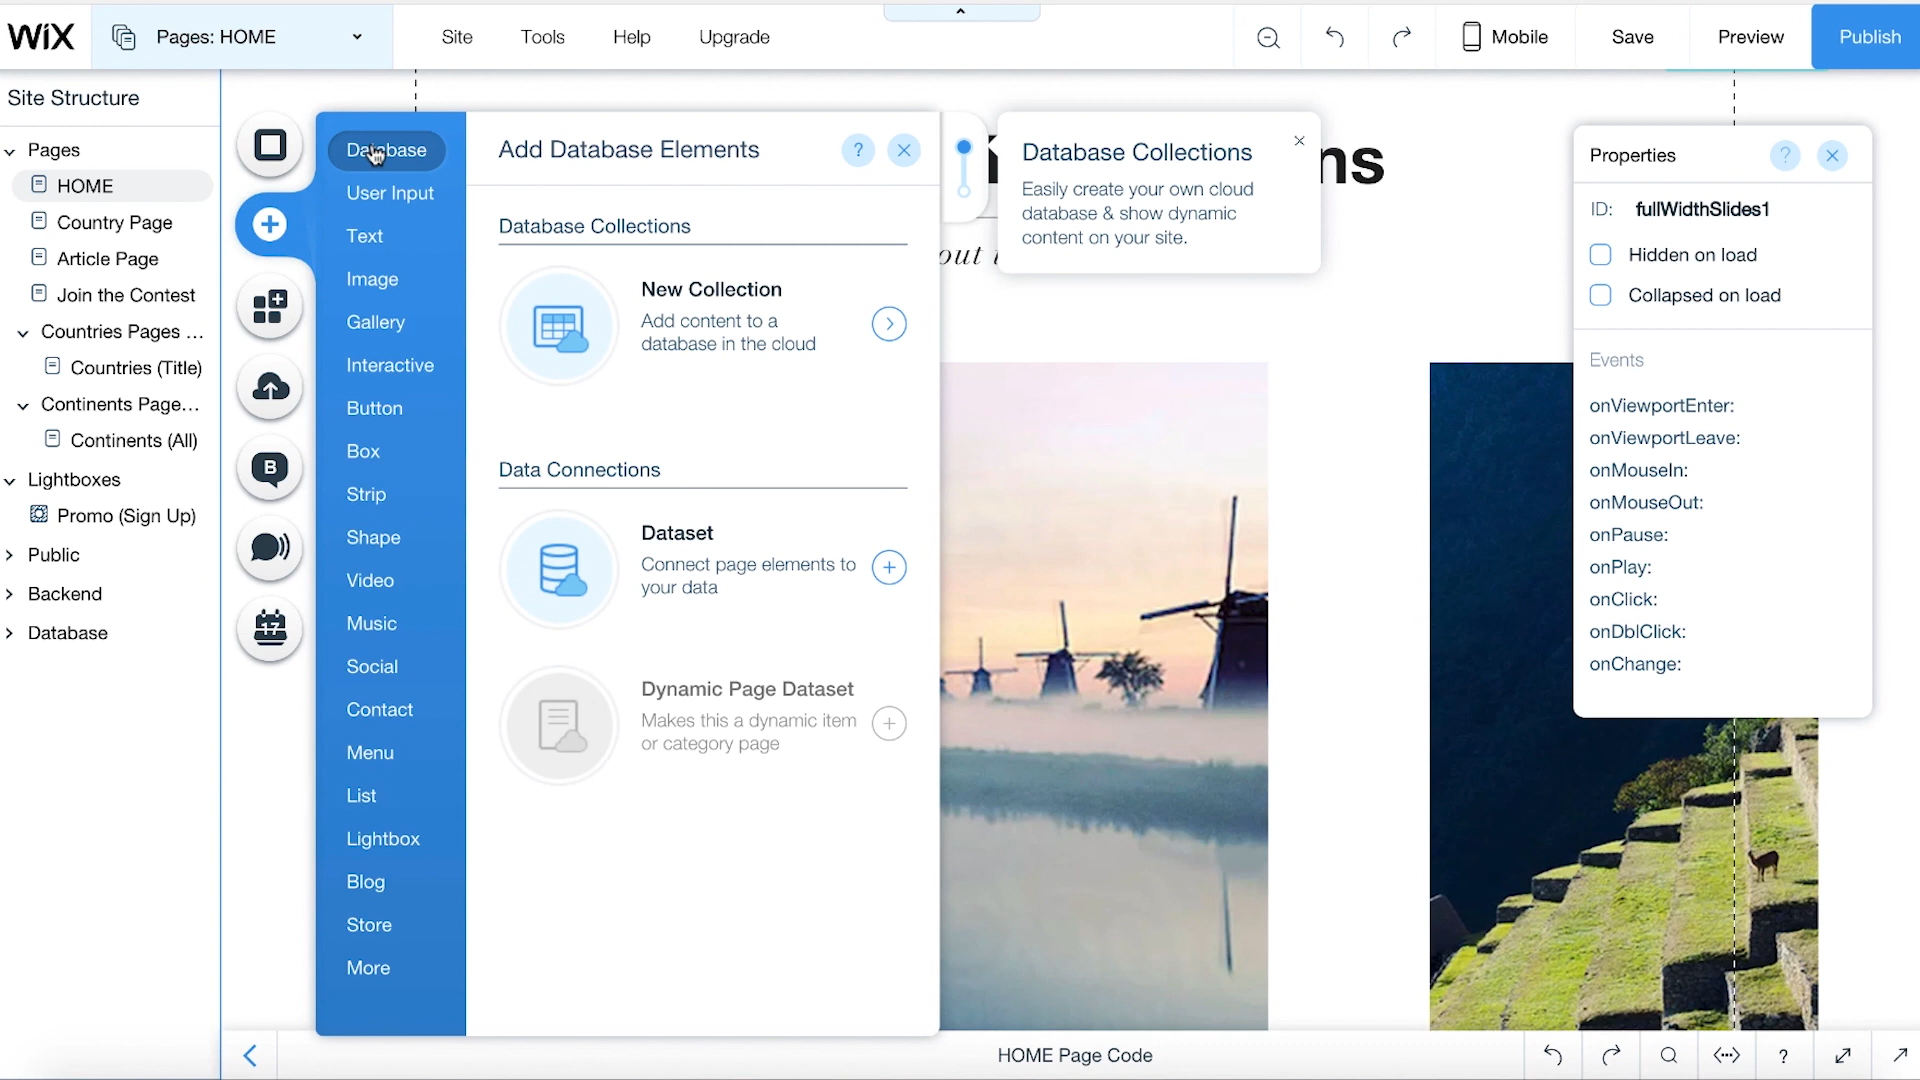 WiX
Pages: HOME
Site
Tools
Help
Upgrade
Mobile
Save
Preview
Publish
Site Structure
Pages
HOME
Country Page
Article Page
Join the Contest
Countries Pages ...
Countries (Title)
Continents Page...
Continents (All)
Lightboxes
Promo (Sign Up)
Public
Backend
Database
B
17
Database
User Input
Text
Image
Gallery
Interactive
Button
Box
Strip
Shape
Video
Music
Social
Contact
Menu
List
Lightbox
Blog
Store
More
Add Database Elements
?
Database Collections
New Collection
Add content to a
database in the cloud
Data Connections
Dataset
Connect page elements to
your data
Dynamic Page Dataset
Makes this a dynamic item
or category page
Database Collections
Easily create your own cloud
database & show dynamic
content on your site.
ns
out
Properties
?
ID: fullWidthSlides1
Hidden on load
Collapsed on load
Events
onViewportEnter:
onViewportLeave:
onMouseIn:
onMouseOut:
onPause:
onPlay:
onClick:
onDblClick:
onChange:
HOME Page Code
?